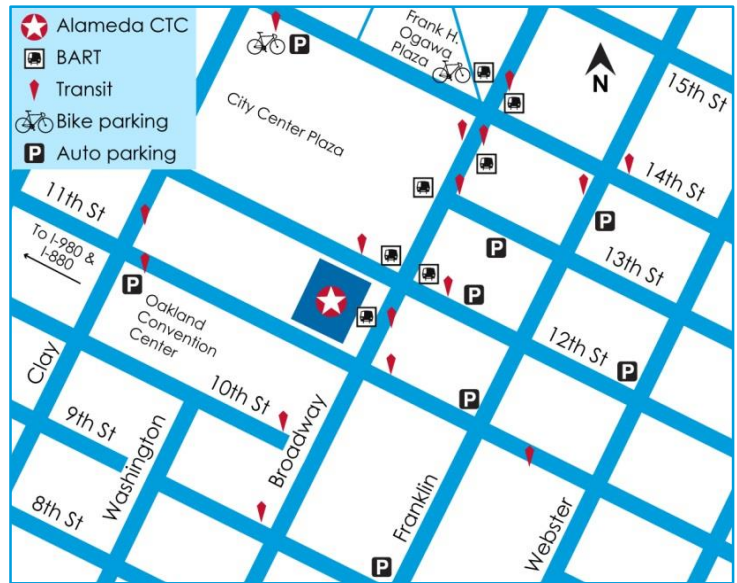 Alameda CTC
BART
Transit
Bike parking
P Auto parking
Frank H.
Ogawa
Plaza
P
N
15th St
City Center Plaza
14th St
11th St
P
To I-980 &
I-880
P
13th St
P
P
Oakland
Convention
Center
12th St
P
Clay
10th St
P
9th St
Washington
Broadway
8th St
Franklin
Webster
P